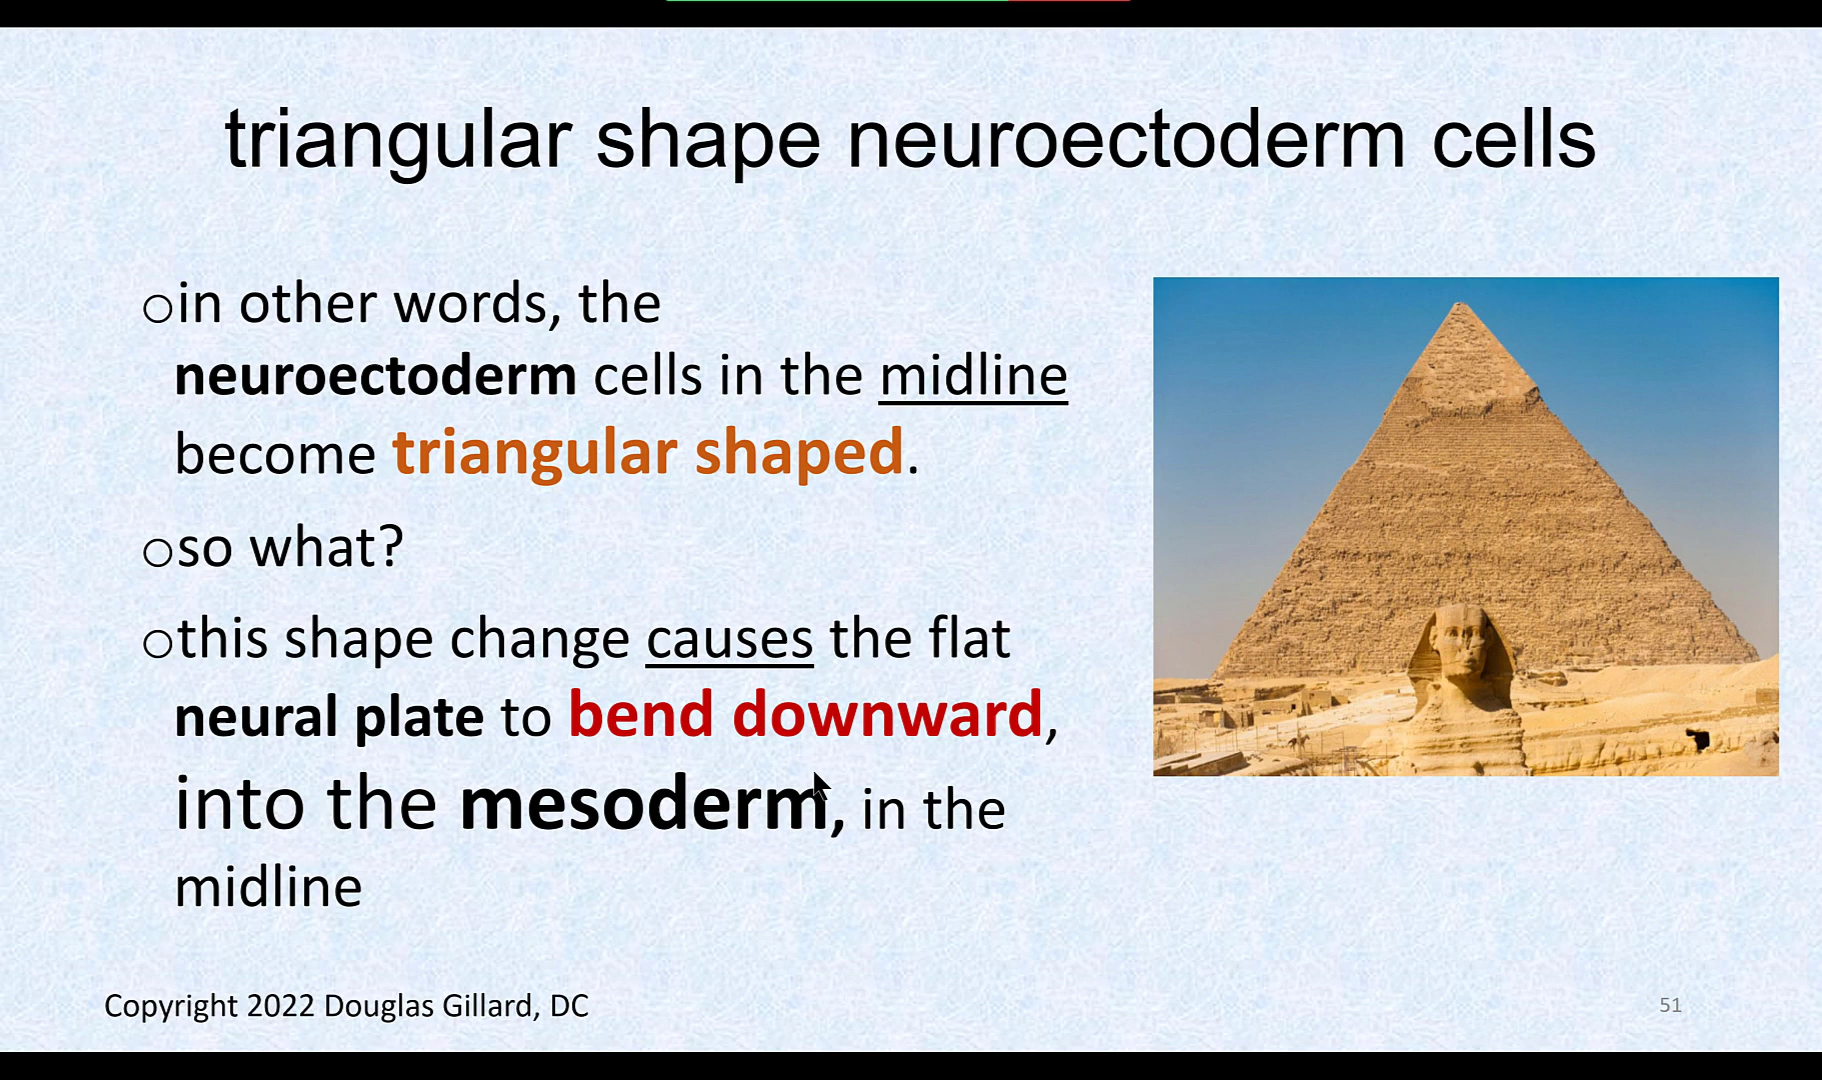 triangular shape neuroectoderm cells
○in other words, the
neuroectoderm cells in the midline
become triangular shaped.
○so what?
○this shape change causes the flat
neural plate to bend downward,
into the mesoderm, in the
midline
Copyright 2022 Douglas Gillard, DC
51